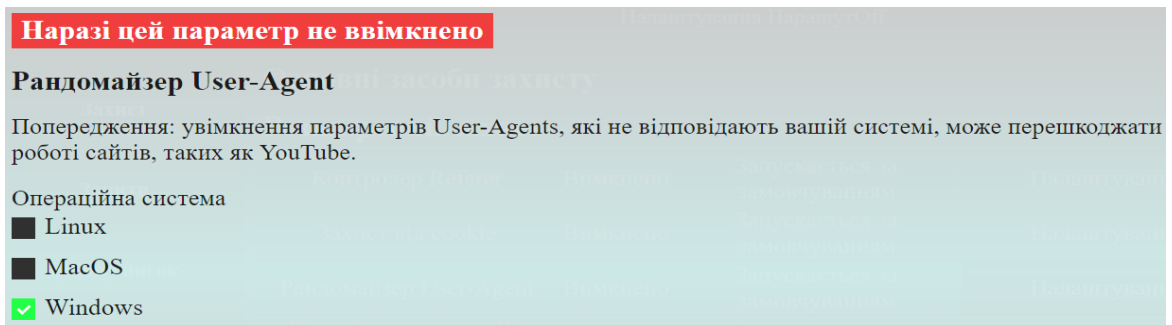 Наразі цей параметр не ввімкнено
Рандомайзер User-Agent
Попередження: увімкнення параметрів User-Agents, які не відповідають вашій системі, може перешкоджати
роботі сайтів, таких як YouTube.
Операційна система
Linux
MacOS
Windows